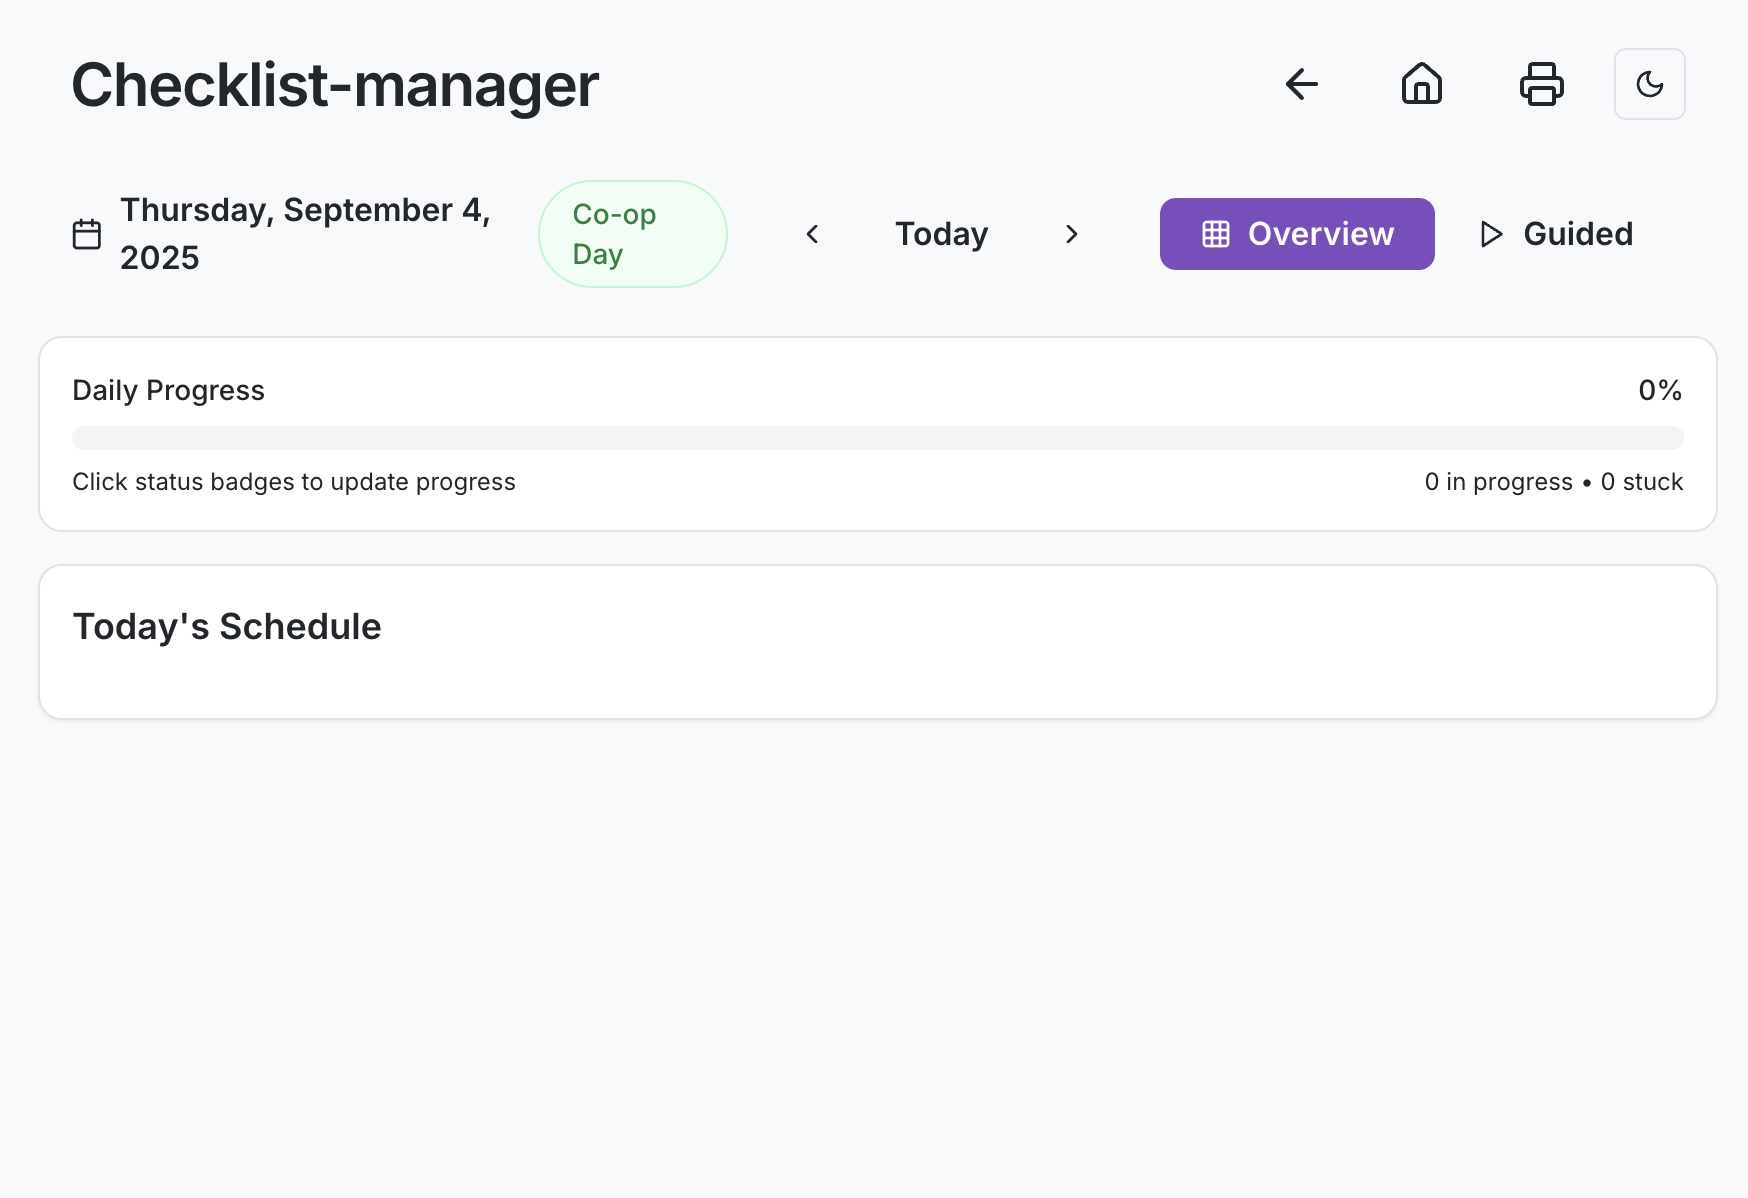 Checklist-manager
Thursday, September 4,
2025
Co-op
Day
Today
Overview
Guided
Daily Progress
0%
Click status badges to update progress
0 in progress • 0 stuck
Today's Schedule